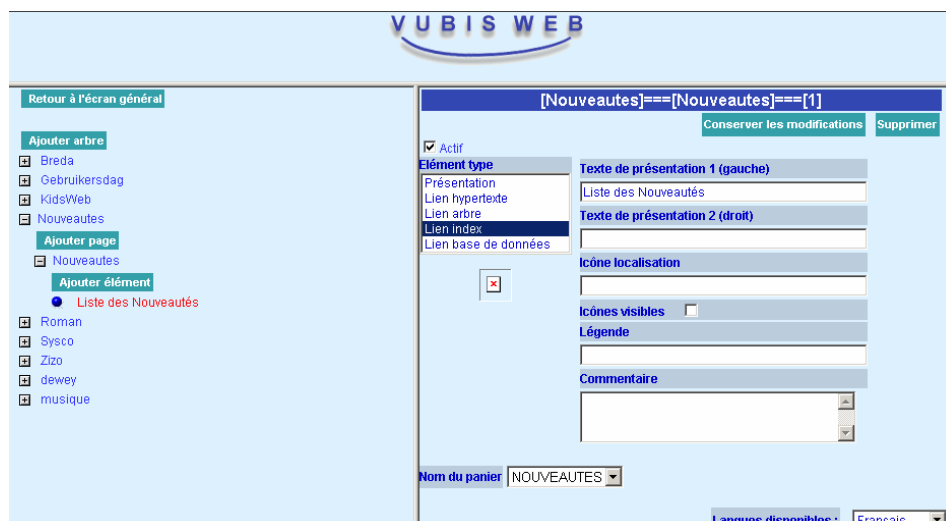 VUBIS WEB
Retour à l'écran général
Ajouter arbre
Breda
Gebruikersdag
KidsWeb
Nouveautes
Ajouter page
Nouveautes
Ajouter élément
Liste des Nouveautés
Roman
Sysco
Zizo
dewey
musique
[Nouveautes]===[Nouveautes]===[1]
Conserver les modifications Supprimer
Actif
Elément type
Présentation
Lien hypertexte
Lien arbre
Lien index
Lien base de données
Texte de présentation 1 (gauche)
Liste des Nouveautés
Texte de présentation 2 (droit)
Icône localisation
Icônes visibles
Légende
Commentaire
Nom du panier NOUVEAUTES
Langues disponibles : Français